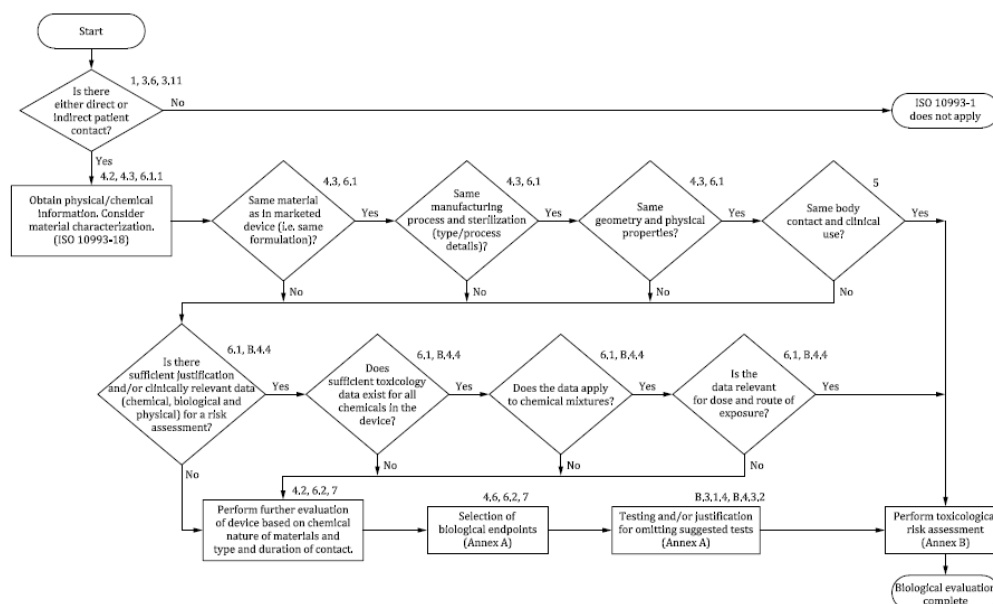 Start
1, 3,6, 3,11
Is there
either direct or
indirect patient
contact?
No
ISO 10993-1
does not apply
Yes
4.2, 4,3, 6.1.1
Obtain physical/chemical
information. Consider
material characterization.
(ISO 10993-18)
4,3, 6,1
Same material
as in marketed
device (i.e. same
formulation)?
Yes
No
4,3, 6,1
Same
manufacturing
process and sterilization
(type/process
details)?
Yes
No
4,3, 6,1
Same
geometry and physical
properties?
Yes
No
5
Same body
contact and clinical
use?
Yes
No
6,1, B,4,4
Is there
sufficient justification
and/or clinically relevant data
(chemical, biological and
physical) for a risk
assessment?
Yes
No
6,1, B,4,4
Does
sufficient toxicology
data exist for all
chemicals in the
device?
Yes
No
6,1, B,4,4
Does the data apply
to chemical mixtures?
Yes
No
6,1, B,4,4
Is the
data relevant
for dose and route of
exposure?
Yes
No
4.2, 6.2, 7
Perform further evaluation
of device based on chemical
nature of materials and
type and duration of contact.
4,6, 6,2, 7
Selection of
biological endpoints
(Annex A)
B,3,1,4, B,4,3,2
Testing and/or justification
for omitting suggested tests
(Annex A)
Perform toxicological
risk assessment
(Annex B)
Biological evaluation
complete